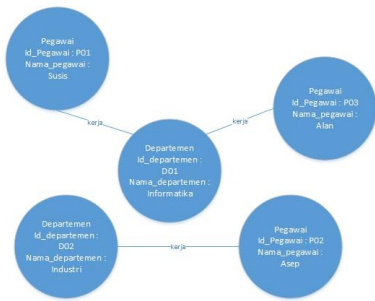 Pegawai
Id_Pegawai : P01
Nama_pegawai :
Susis
Pegawai
Id_Pegawai : P03
Nama_pegawai :
Alan
kerja
kerja
Departemen
Id_departemen :
D01
Nama_departemen :
Informatika
Departemen
Id_departemen :
D02
Nama_departemen :
Industri
kerja
Pegawai
Id_Pegawai : P02
Nama_pegawai :
Asep